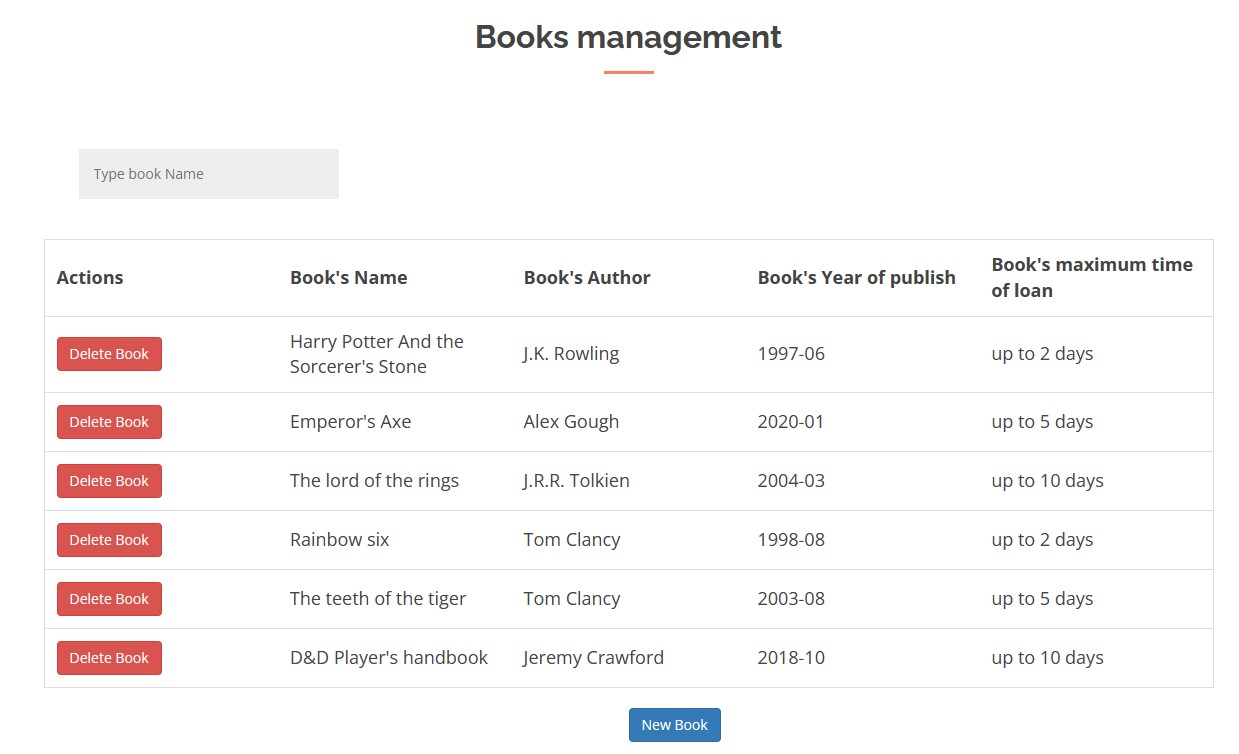 Books management
Type book Name
Actions Book's Name Book's Author Book's Year of publish Book's maximum time
of loan
Delete Book Harry Potter And the
Sorcerer's Stone J.K. Rowling 1997-06 up to 2 days
Delete Book Emperor's Axe Alex Gough 2020-01 up to 5 days
Delete Book The lord of the rings J.R.R. Tolkien 2004-03 up to 10 days
Delete Book Rainbow six Tom Clancy 1998-08 up to 2 days
Delete Book The teeth of the tiger Tom Clancy 2003-08 up to 5 days
Delete Book D&D Player's handbook Jeremy Crawford 2018-10 up to 10 days
New Book